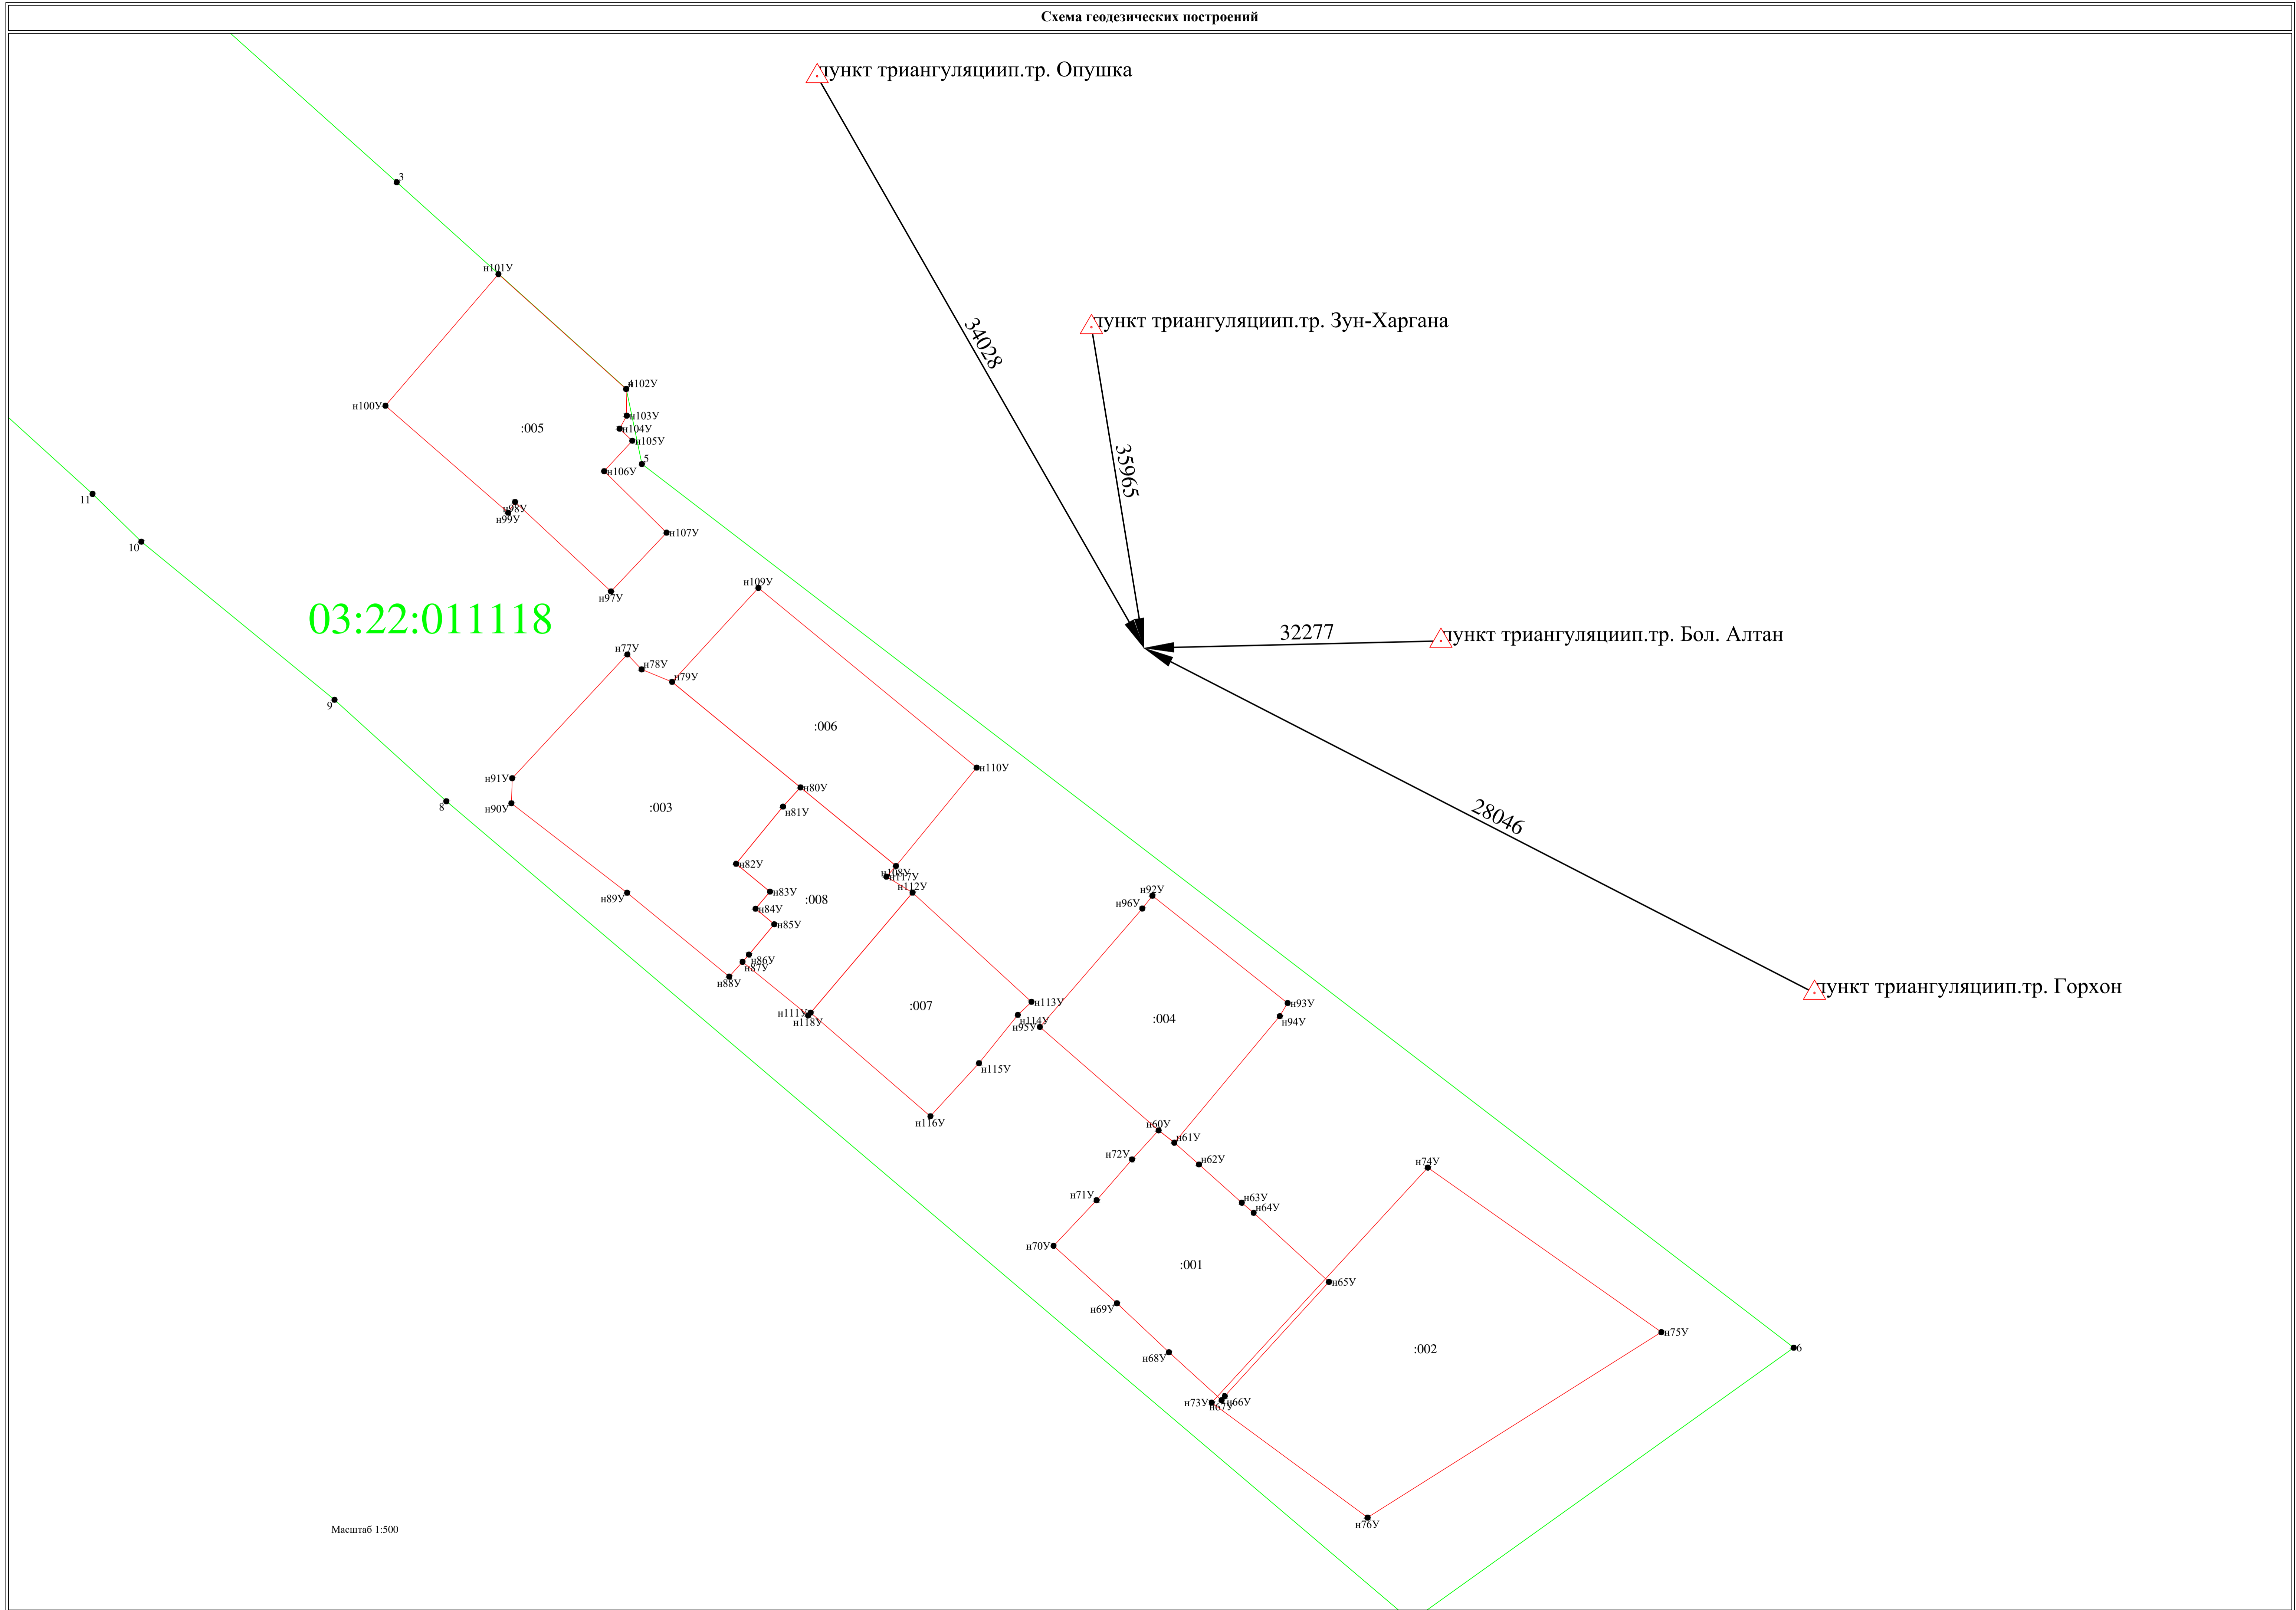 Схема геодезических построений
пункт триангуляциип.тр. Опушка
3
34028
н101У
пункт триангуляциип.тр. Зун-Харгана
н102У
н100У
н103У
:005
н104У
н105У
35965
5
н106У
11
н98У
н99У
н107У
10
н109У
н97У
03:22:011118
32277
пункт триангуляциип.тр. Бол. Алтан
н77У
н78У
н79У
9
:006
н110У
н91У
н80У
8
н90У
:003
н81У
28046
н82У
н108У
н117У
н112У
н92У
н83У
н89У
:008
н96У
н84У
н85У
н86У
н87У
н88У
пункт триангуляциип.тр. Горхон
н113У
н93У
:007
н111У
н118У
н114У
н95У
:004
н94У
н115У
н116У
н60У
н61У
н72У
н62У
н74У
н71У
н63У
н64У
н70У
:001
н65У
н69У
н75У
:002
6
н68У
н73У
н67У
н66У
н76У
Масштаб 1:500